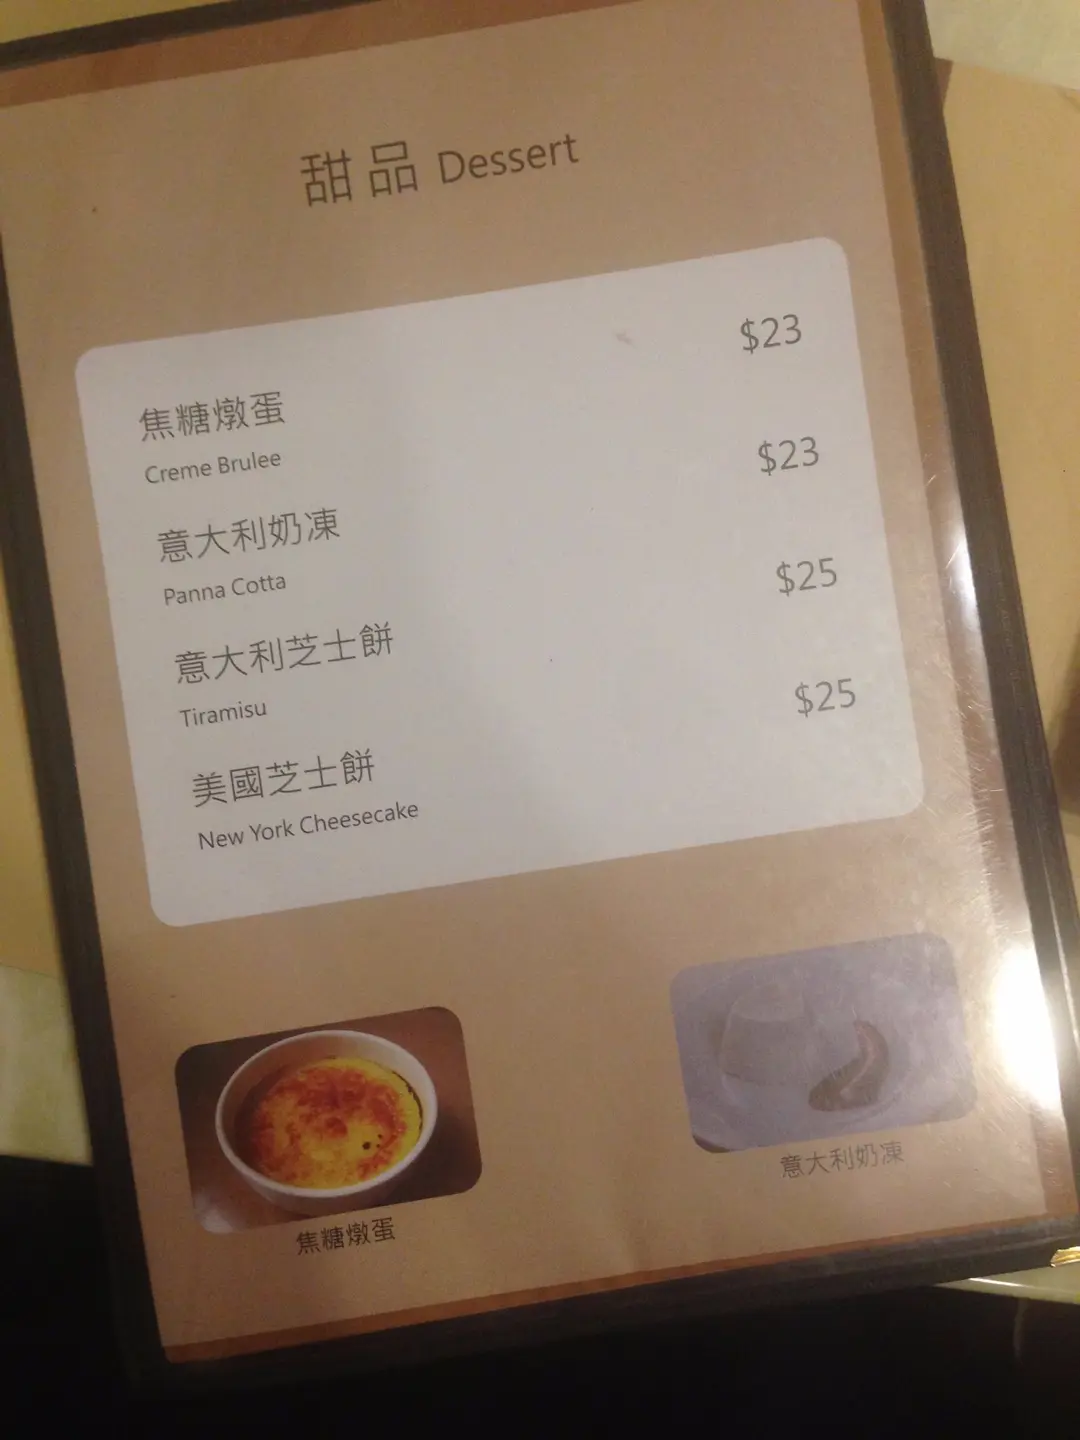 甜品 Dessert
焦糖燉蛋 $23
Creme Brulee
意大利奶凍 $23
Panna Cotta
意大利芝士餅 $25
Tiramisu
美國芝士餅 $25
New York Cheesecake
焦糖燉蛋
意大利奶凍